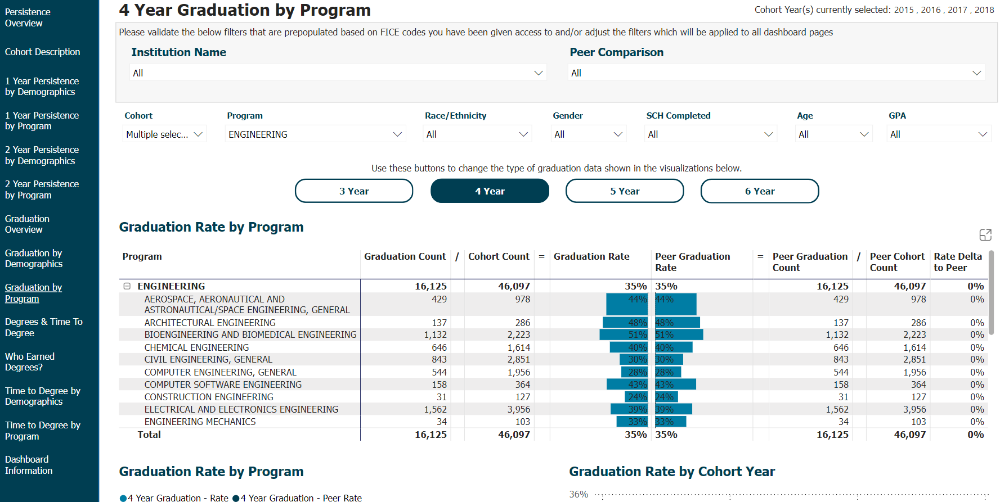 Persistence
Overview
Cohort Description
1 Year Persistence
by Demographics
1 Year Persistence
by Program
2 Year Persistence
by Demographics
2 Year Persistence
by Program
Graduation
Overview
Graduation by
Demographics
Graduation by
Program
Degrees & Time To
Degree
Who Earned
Degrees?
Time to Degree by
Demographics
Time to Degree by
Program
Dashboard
Information
4 Year Graduation by Program
Cohort Year(s) currently selected: 2015 , 2016 , 2017 , 2018
Please validate the below filters that are prepopulated based on FICE codes you have been given access to and/or adjust the filters which will be applied to all dashboard pages
Institution Name Peer Comparison
All All
Cohort Program Race/Ethnicity Gender SCH Completed Age GPA
Multiple selec... ENGINEERING All All All All All
Use these buttons to change the type of graduation data shown in the visualizations below.
3 Year 4 Year 5 Year 6 Year
Graduation Rate by Program
Program Graduation Count / Cohort Count = Graduation Rate Peer Graduation = Peer Graduation / Peer Cohort Rate Delta
Rate Count Count to Peer
ENGINEERING 16,125 46,097 35% 35% 16,125 46,097 0%
AEROSPACE, AERONAUTICAL AND 429 978 44% 44% 429 978 0%
ASTRONAUTICAL/SPACE ENGINEERING, GENERAL
ARCHITECTURAL ENGINEERING 137 286 48% 48% 137 286 0%
BIOENGINEERING AND BIOMEDICAL ENGINEERING 1,132 2,223 51% 51% 1,132 2,223 0%
CHEMICAL ENGINEERING 646 1,614 40% 40% 646 1,614 0%
CIVIL ENGINEERING, GENERAL 843 2,851 30% 30% 843 2,851 0%
COMPUTER ENGINEERING, GENERAL 544 1,956 28% 28% 544 1,956 0%
COMPUTER SOFTWARE ENGINEERING 158 364 43% 43% 158 364 0%
CONSTRUCTION ENGINEERING 31 127 24% 24% 31 127 0%
ELECTRICAL AND ELECTRONICS ENGINEERING 1,562 3,956 39% 39% 1,562 3,956 0%
ENGINEERING MECHANICS 34 103 33% 33% 34 103 0%
Total 16,125 46,097 35% 35% 16,125 46,097 0%
Graduation Rate by Program
4 Year Graduation - Rate 4 Year Graduation - Peer Rate
Graduation Rate by Cohort Year
36%